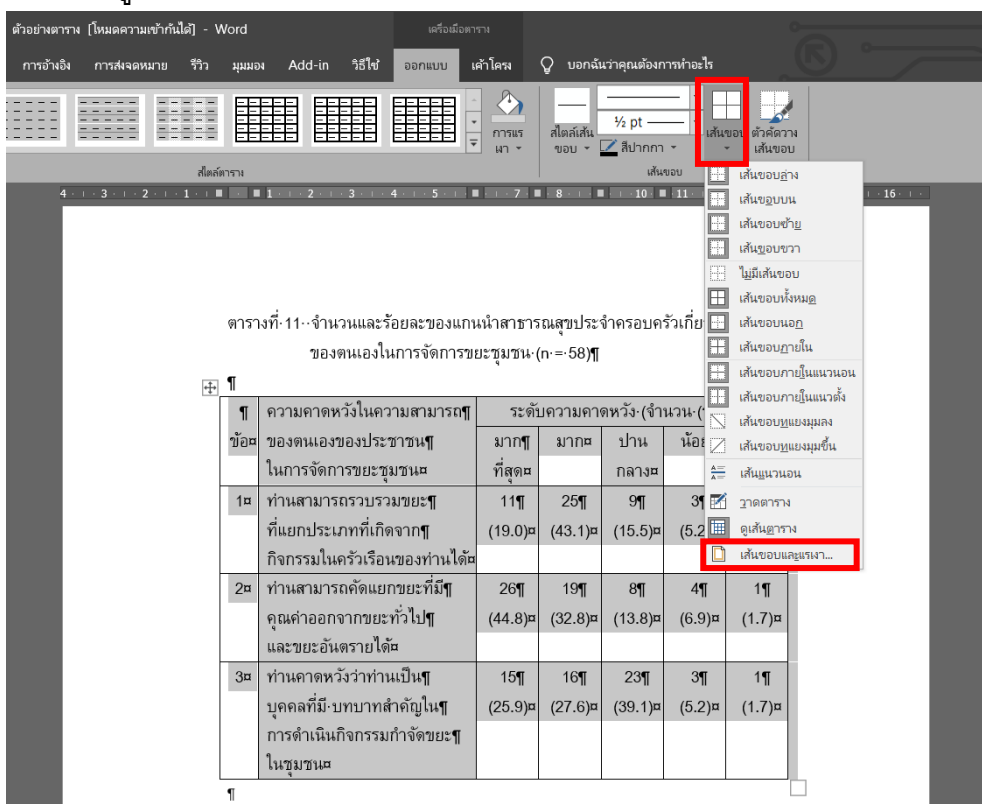 ตัวอย่างตาราง [โหมดความเข้ากันได้] - Word เครื่องมือตาราง
การอ้างอิง การส่งจดหมาย รีวิว มุมมอง Add-in วิธีใช้ ออกแบบ เค้าโครง บอกฉันว่าคุณต้องการทำอะไร
½ pt
การแรเงา สไตล์เส้นขอบ สีปากกา เส้นขอบ ตัวคัดวางเส้นขอบ
สไตล์ตาราง เส้นขอบ
4 3 2 1 1 2 3 4 5 7 8 10 11 16
เส้นขอบล่าง
เส้นขอบบน
เส้นขอบซ้าย
เส้นขอบขวา
ไม่มีเส้นขอบ
เส้นขอบทั้งหมด
เส้นขอบนอก
เส้นขอบภายใน
เส้นขอบภายในแนวนอน
เส้นขอบภายในแนวตั้ง
เส้นขอบทแยงมุมลง
เส้นขอบทแยงมุมขึ้น
เส้นแนวนอน
วาดตาราง
ดูเส้นตาราง
เส้นขอบและแรเงา...
ตารางที่·11··จำนวนและร้อยละของแกนนำสาธารณสุขประจำครอบครัวเกี่ย
ของตนเองในการจัดการขยะชุมชน·(n·=·58)¶
¶
¶ ความคาดหวังในความสามารถ¶ ระดับความคาดหวัง·(จำนวน·(
ข้อ¤ ของตนเองของประชาชน¶ มาก¶ มาก¤ ปาน น้อย
ในการจัดการขยะชุมชน¤ ที่สุด¤ กลาง¤
1¤ ท่านสามารถรวบรวมขยะ¶ 11¶ 25¶ 9¶ 3¶
ที่แยกประเภทที่เกิดจาก¶ (19.0)¤ (43.1)¤ (15.5)¤ (5.2
กิจกรรมในครัวเรือนของท่านได้¤
2¤ ท่านสามารถคัดแยกขยะที่มี¶ 26¶ 19¶ 8¶ 4¶ 1¶
คุณค่าออกจากขยะทั่วไป¶ (44.8)¤ (32.8)¤ (13.8)¤ (6.9)¤ (1.7)¤
และขยะอันตรายได้¤
3¤ ท่านคาดหวังว่าท่านเป็น¶ 15¶ 16¶ 23¶ 3¶ 1¶
บุคคลที่มี·บทบาทสำคัญใน¶ (25.9)¤ (27.6)¤ (39.1)¤ (5.2)¤ (1.7)¤
การดำเนินกิจกรรมกำจัดขยะ¶
ในชุมชน¤
¶